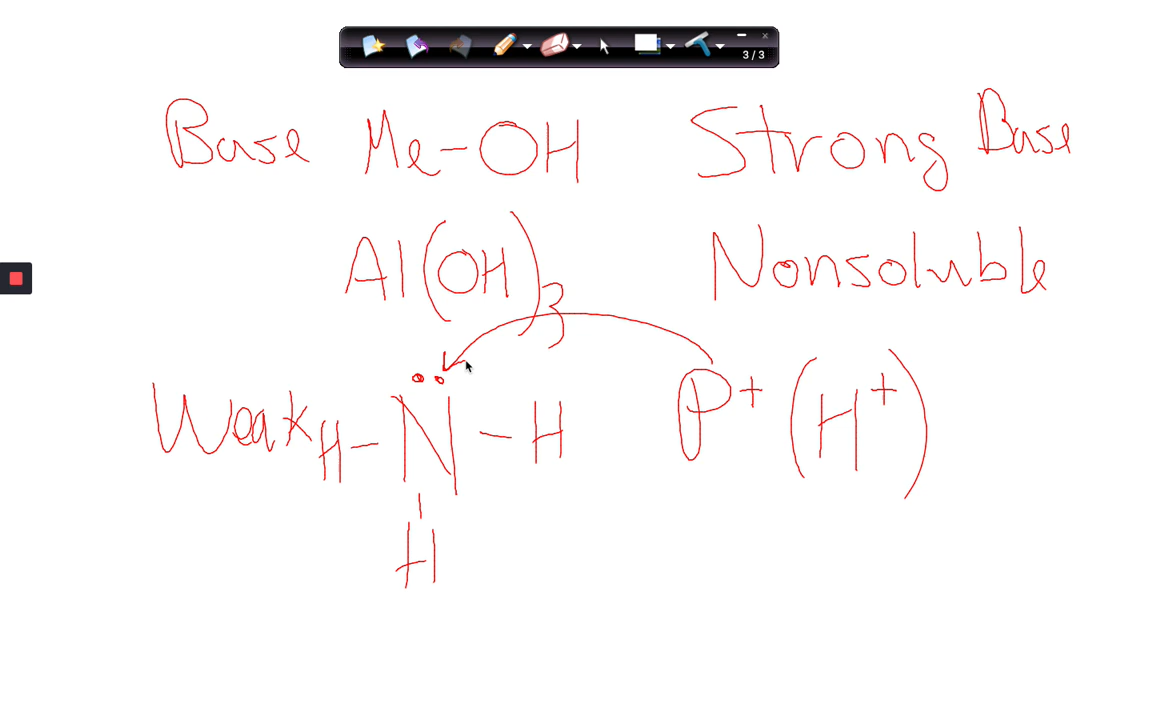 3/3
Base Me-OH Strong Base
Al(OH)3 Nonsoluble
Weak H-N-H P+ (H+)
H